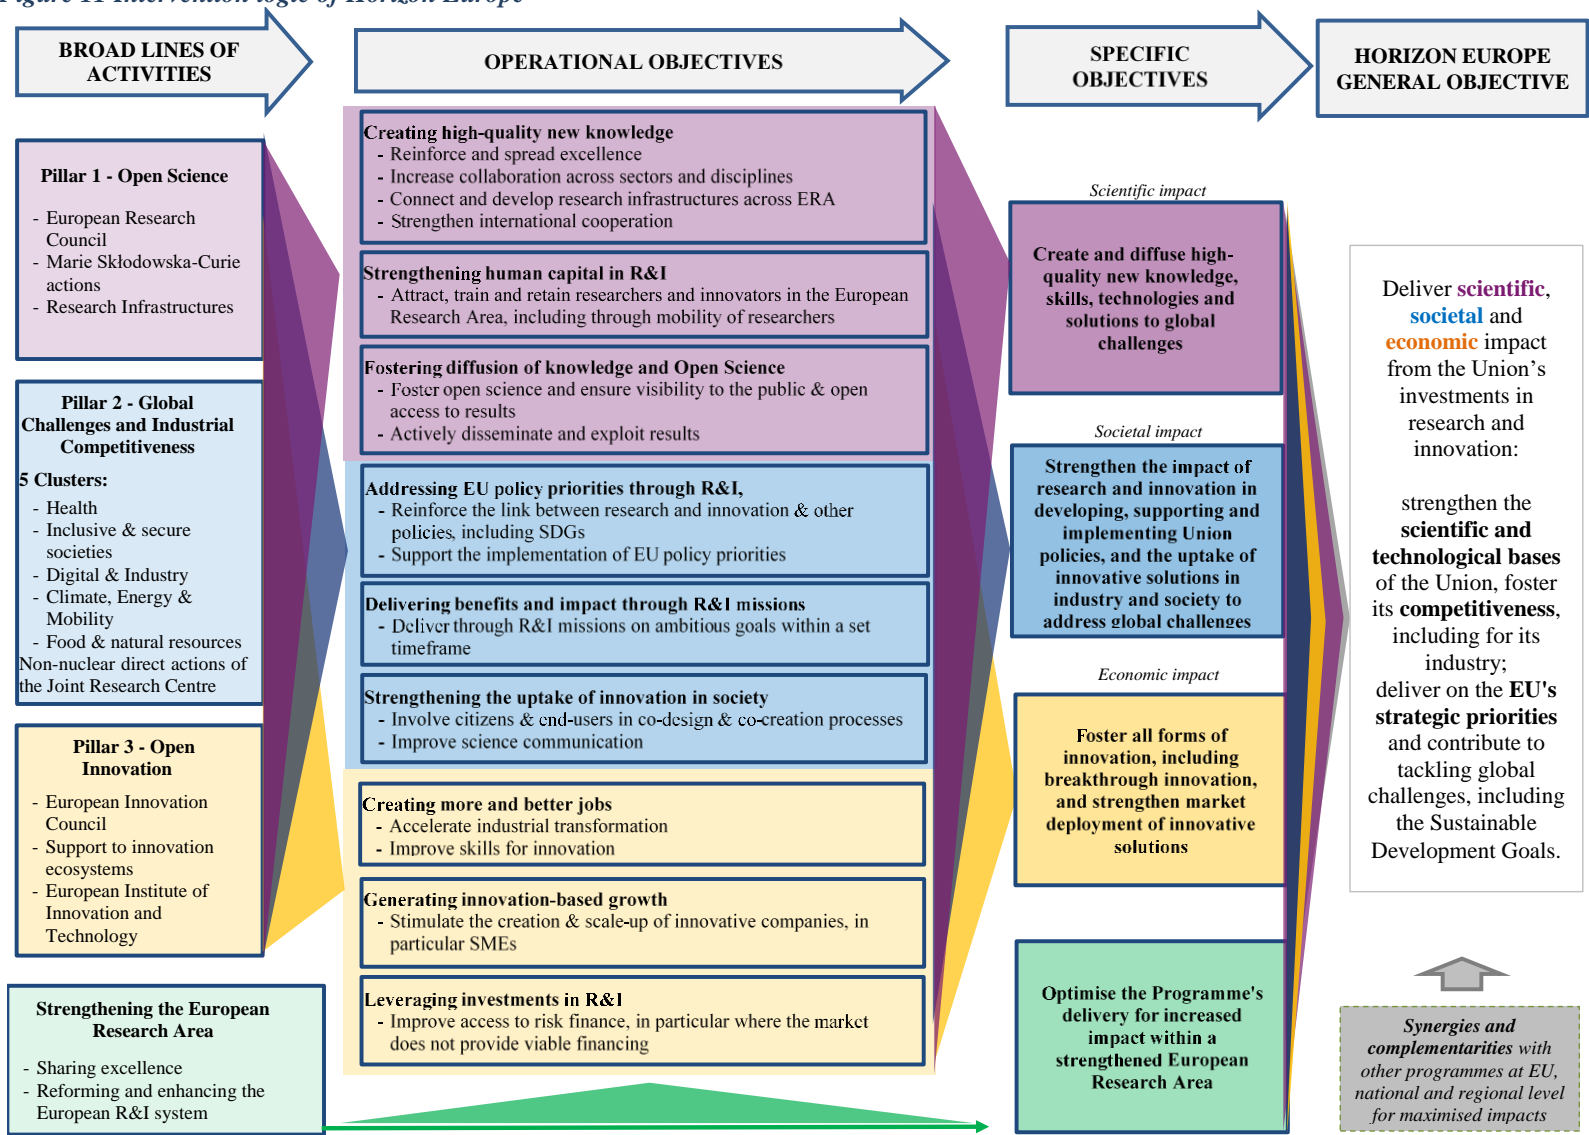 Figure 11 Intervention logic of Horizon Europe
BROAD LINES OF
ACTIVITIES
OPERATIONAL OBJECTIVES
SPECIFIC
OBJECTIVES
HORIZON EUROPE
GENERAL OBJECTIVE
Pillar 1 - Open Science
- European Research
Council
- Marie Skłodowska-Curie
actions
- Research Infrastructures
Pillar 2 - Global
Challenges and Industrial
Competitiveness
5 Clusters:
- Health
- Inclusive & secure
societies
- Digital & Industry
- Climate, Energy &
Mobility
- Food & natural resources
Non-nuclear direct actions of
the Joint Research Centre
Pillar 3 - Open
Innovation
- European Innovation
Council
- Support to innovation
ecosystems
- European Institute of
Innovation and
Technology
Strengthening the European
Research Area
- Sharing excellence
- Reforming and enhancing the
European R&I system
Creating high-quality new knowledge
- Reinforce and spread excellence
- Increase collaboration across sectors and disciplines
- Connect and develop research infrastructures across ERA
- Strengthen international cooperation
Strengthening human capital in R&I
- Attract, train and retain researchers and innovators in the European
Research Area, including through mobility of researchers
Fostering diffusion of knowledge and Open Science
- Foster open science and ensure visibility to the public & open
access to results
- Actively disseminate and exploit results
Addressing EU policy priorities through R&I,
- Reinforce the link between research and innovation & other
policies, including SDGs
- Support the implementation of EU policy priorities
Delivering benefits and impact through R&I missions
- Deliver through R&I missions on ambitious goals within a set
timeframe
Strengthening the uptake of innovation in society
- Involve citizens & end-users in co-design & co-creation processes
- Improve science communication
Creating more and better jobs
- Accelerate industrial transformation
- Improve skills for innovation
Generating innovation-based growth
- Stimulate the creation & scale-up of innovative companies, in
particular SMEs
Leveraging investments in R&I
- Improve access to risk finance, in particular where the market
does not provide viable financing
Scientific impact
Create and diffuse high-
quality new knowledge,
skills, technologies and
solutions to global
challenges
Societal impact
Strengthen the impact of
research and innovation in
developing, supporting and
implementing Union
policies, and the uptake of
innovative solutions in
industry and society to
address global challenges
Economic impact
Foster all forms of
innovation, including
breakthrough innovation,
and strengthen market
deployment of innovative
solutions
Optimise the Programme's
delivery for increased
impact within a
strengthened European
Research Area
Deliver scientific,
societal and
economic impact
from the Union’s
investments in
research and
innovation:
strengthen the
scientific and
technological bases
of the Union, foster
its competitiveness,
including for its
industry;
deliver on the EU's
strategic priorities
and contribute to
tackling global
challenges, including
the Sustainable
Development Goals.
Synergies and
complementarities with
other programmes at EU,
national and regional level
for maximised impacts